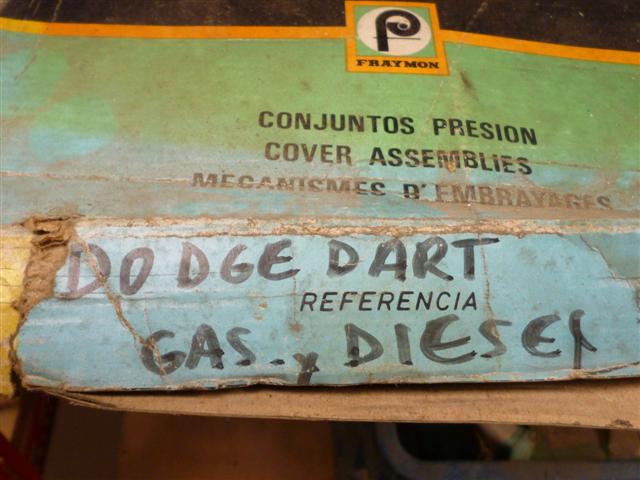 P
FRAYMON
CONJUNTOS PRESION
COVER ASSEMBLIES
MECANISMES D'EMBRAYAGES
DODGE DART
REFERENCIA
GAS. y DIESEL